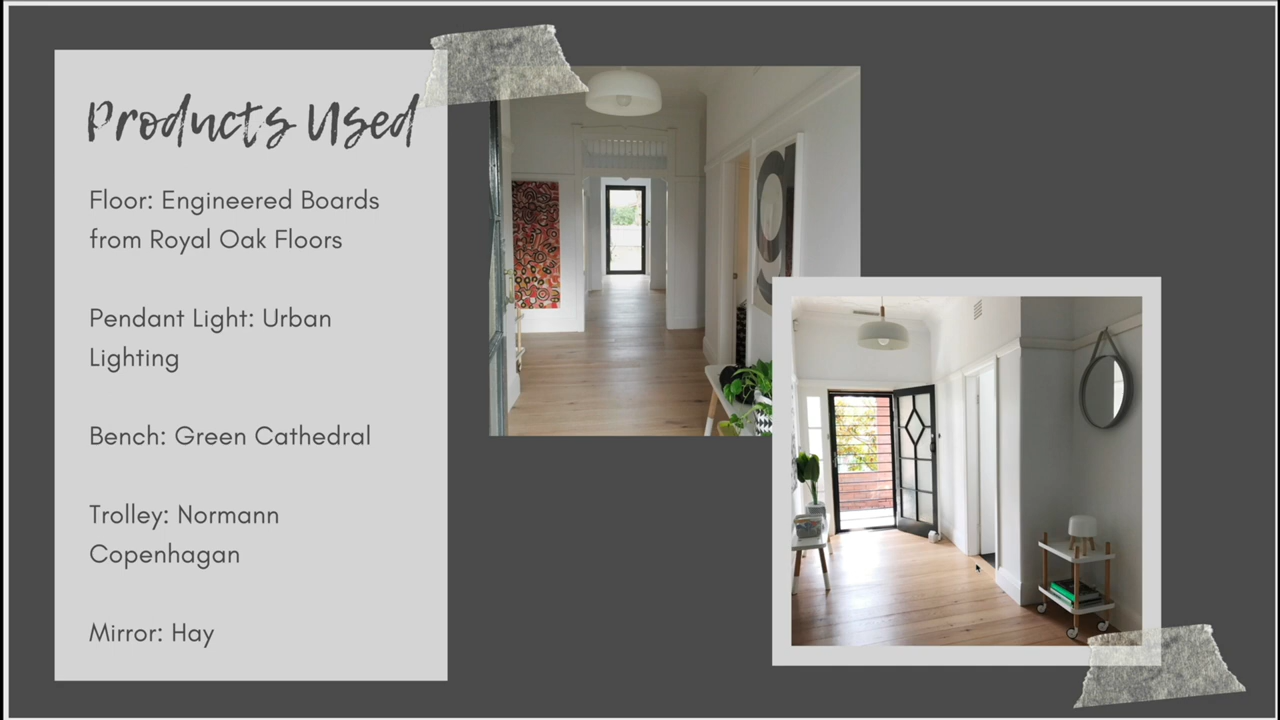 Products Used
Floor: Engineered Boards
from Royal Oak Floors
Pendant Light: Urban
Lighting
Bench: Green Cathedral
Trolley: Normann
Copenhagan
Mirror: Hay